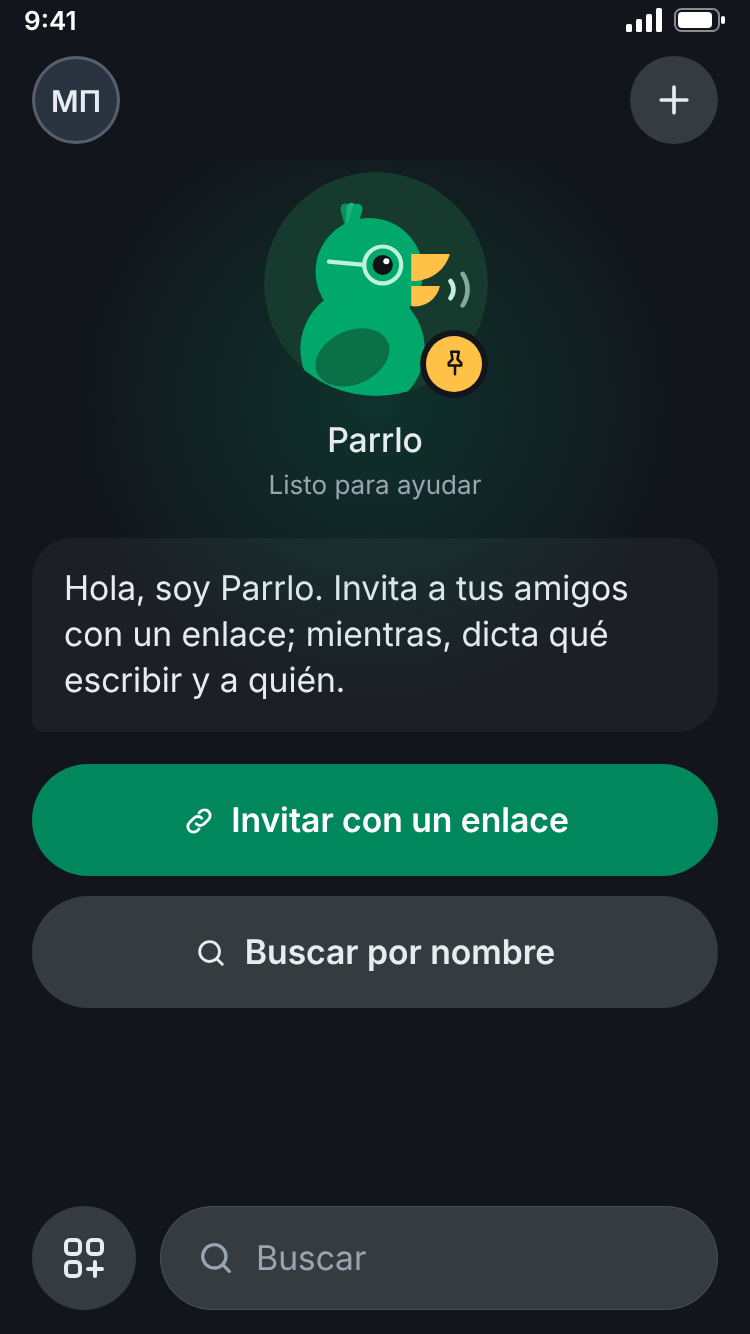 9:41
МП
Parrlo
Listo para ayudar
Hola, soy Parrlo. Invita a tus amigos
con un enlace; mientras, dicta qué
escribir y a quién.
Invitar con un enlace
Buscar por nombre
Buscar